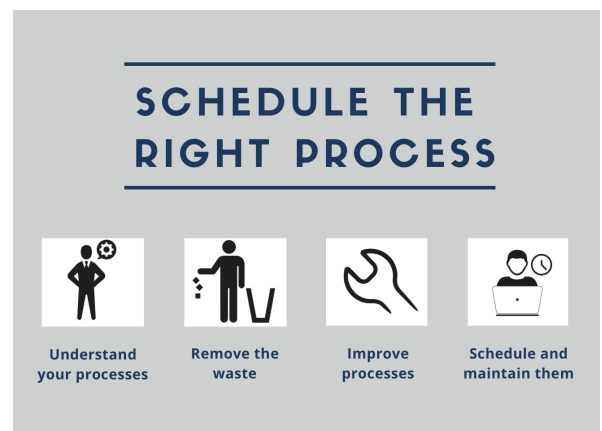 SCHEDULE THE
RIGHT PROCESS
Understand
your processes
Remove the
waste
Improve
processes
Schedule and
maintain them